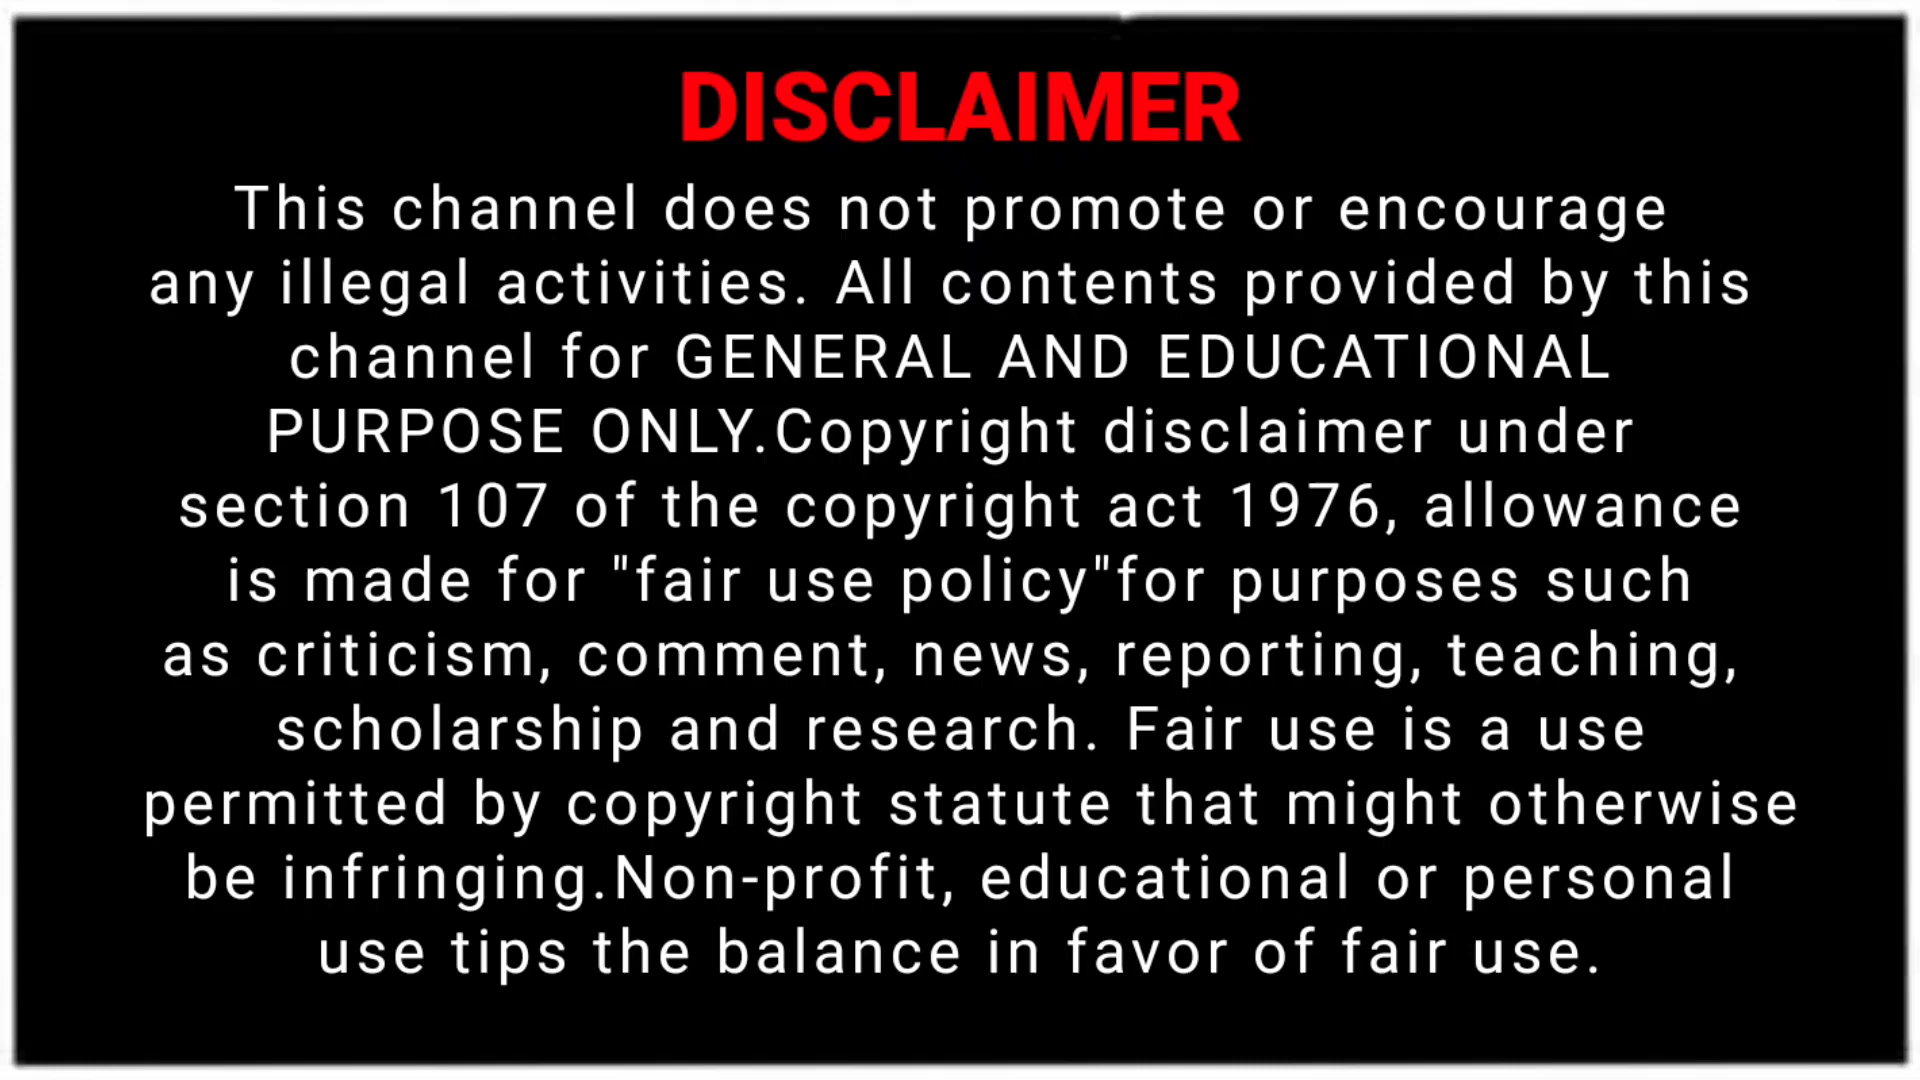 DISCLAIMER
This channel does not promote or encourage
any illegal activities. All contents provided by this
channel for GENERAL AND EDUCATIONAL
PURPOSE ONLY.Copyright disclaimer under
section 107 of the copyright act 1976, allowance
is made for "fair use policy"for purposes such
as criticism, comment, news, reporting, teaching,
scholarship and research. Fair use is a use
permitted by copyright statute that might otherwise
be infringing.Non-profit, educational or personal
use tips the balance in favor of fair use.